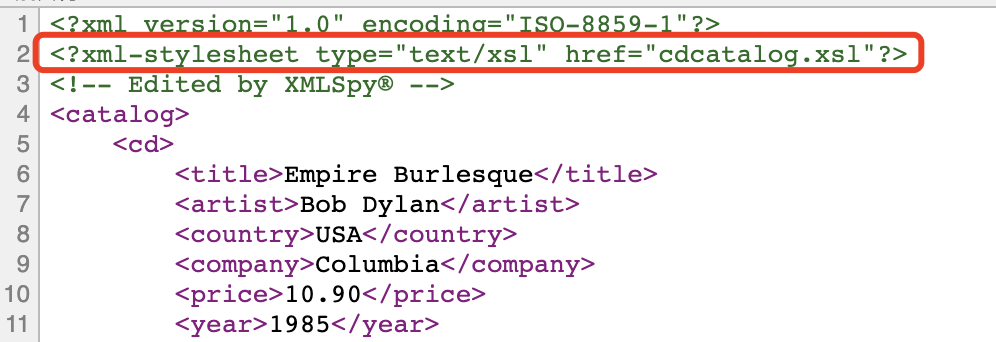 1 <?xml version="1.0" encoding="ISO-8859-1"?>
2 <?xml-stylesheet type="text/xsl" href="cdcatalog.xsl"?>
3 <!-- Edited by XMLSpy® -->
4 <catalog>
5 <cd>
6 <title>Empire Burlesque</title>
7 <artist>Bob Dylan</artist>
8 <country>USA</country>
9 <company>Columbia</company>
10 <price>10.90</price>
11 <year>1985</year>